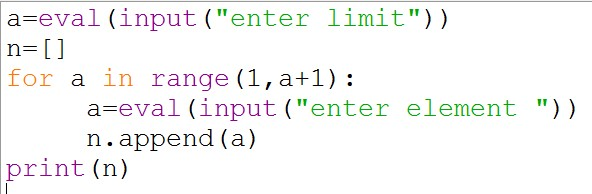 a=eval(input("enter limit"))
n=[]
for a in range(1,a+1):
     a=eval(input("enter element "))
     n.append(a)
print(n)